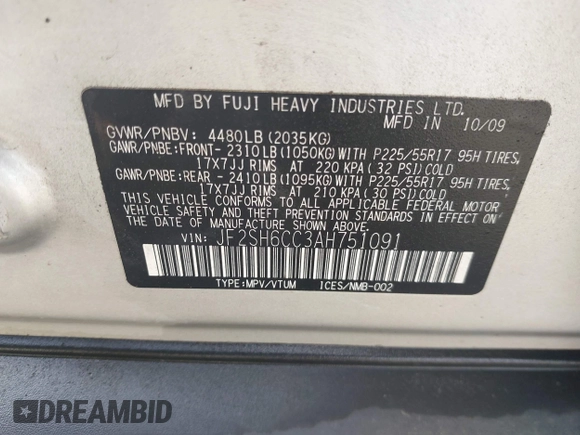 MFD BY FUJI HEAVY INDUSTRIES LTD.
MFD IN 10/09
GVWR/PNBV: 4480LB (2035KG)
GAWR/PNBE: FRONT- 2310LB (1050KG) WITH P225/55R17 95H TIRES,
17X7JJ RIMS AT 220 KPA (32 PSI) COLD
GAWR/PNBE: REAR - 2410LB (1095KG) WITH P225/55R17 95H TIRES,
17X7JJ RIMS AT 210 KPA (30 PSI) COLD
THIS VEHICLE CONFORMS TO ALL APPLICABLE FEDERAL MOTOR
VEHICLE SAFETY AND THEFT PREVENTION STANDARDS IN EFFECT ON
THE DATE OF MANUFACTURE SHOWN ABOVE.
VIN: JF2SH6CC3AH751091
TYPE:MPV/VTUM ICES/NMB-002
DREAMBID